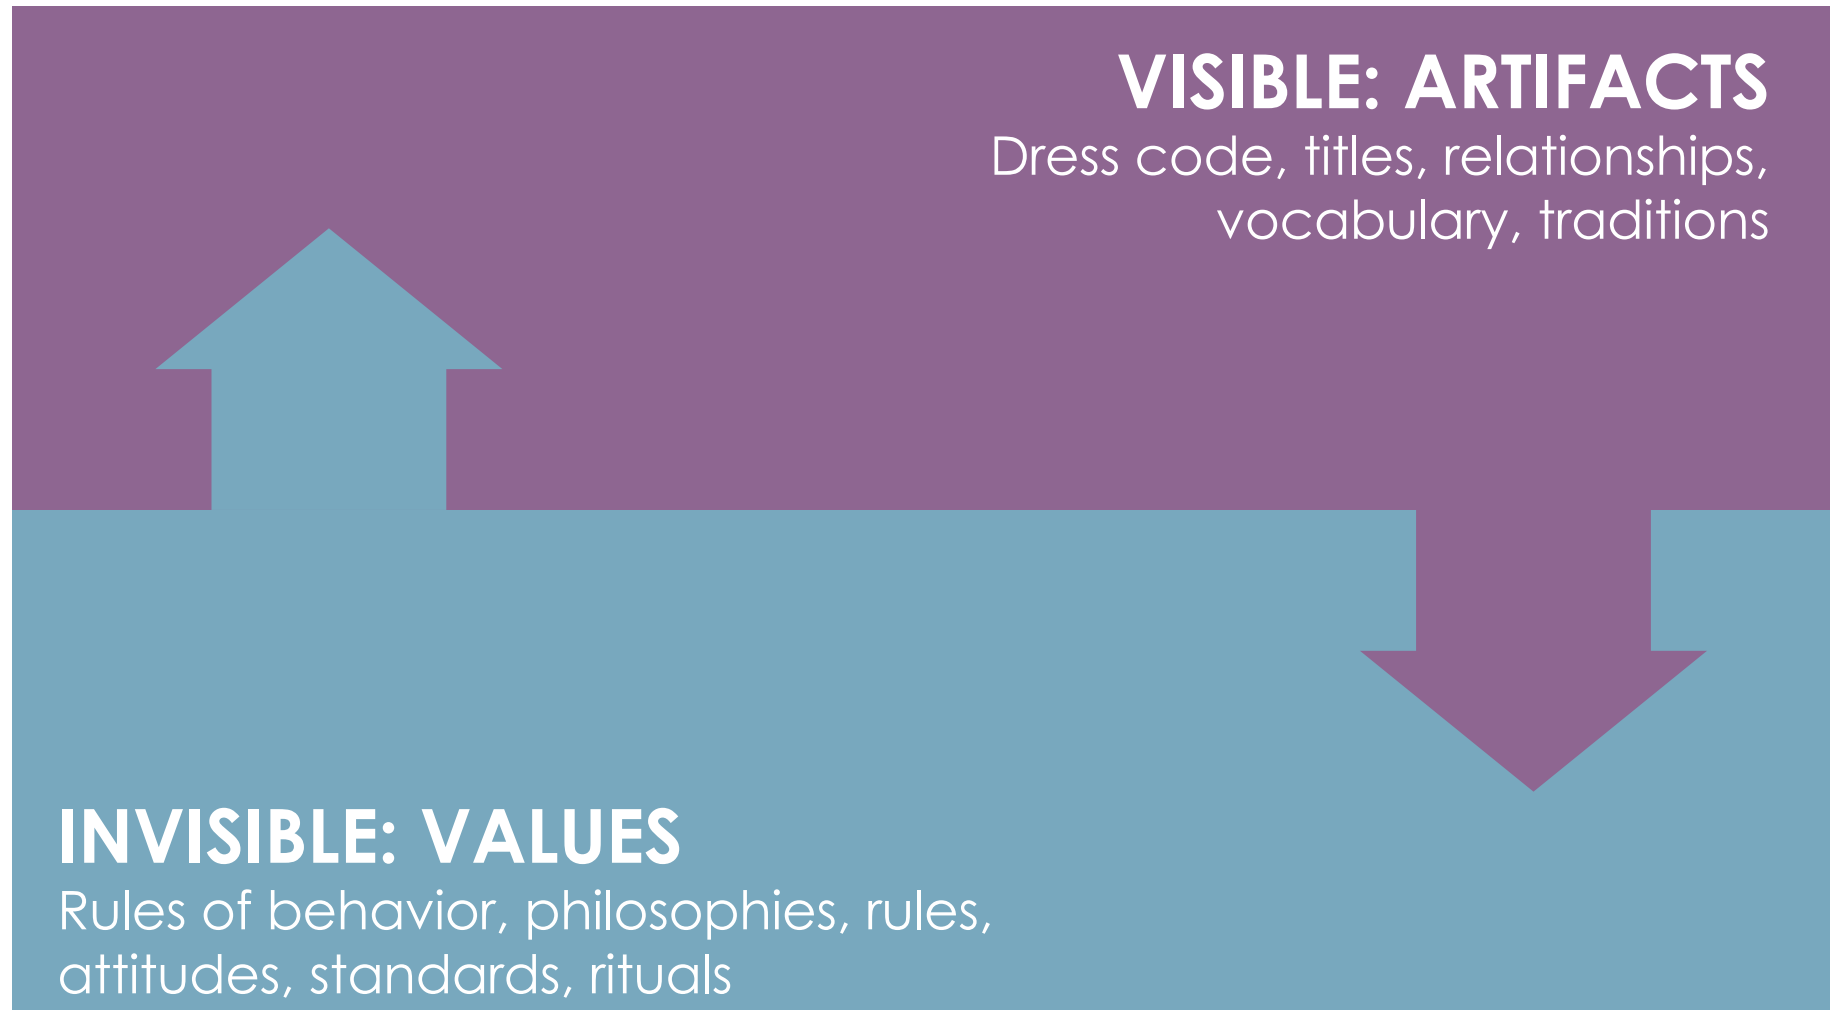 VISIBLE: ARTIFACTS
Dress code, titles, relationships,
vocabulary, traditions
INVISIBLE: VALUES
Rules of behavior, philosophies, rules,
attitudes, standards, rituals